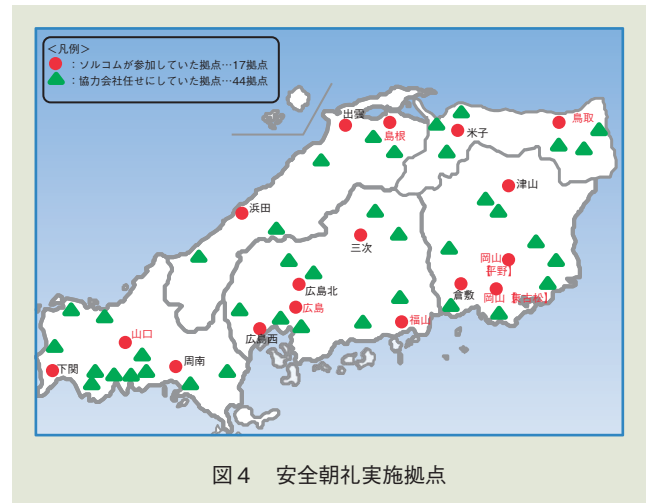 <凡例>
:ソルコムが参加していた拠点…17拠点
:協力会社任せにしていた拠点…44拠点
出雲
島根
米子
鳥取
津山
浜田
三次
岡山
【平野】
広島北
倉敷
岡山
広島
広島西
福山
山口
周南
下関
図4 安全朝礼実施拠点